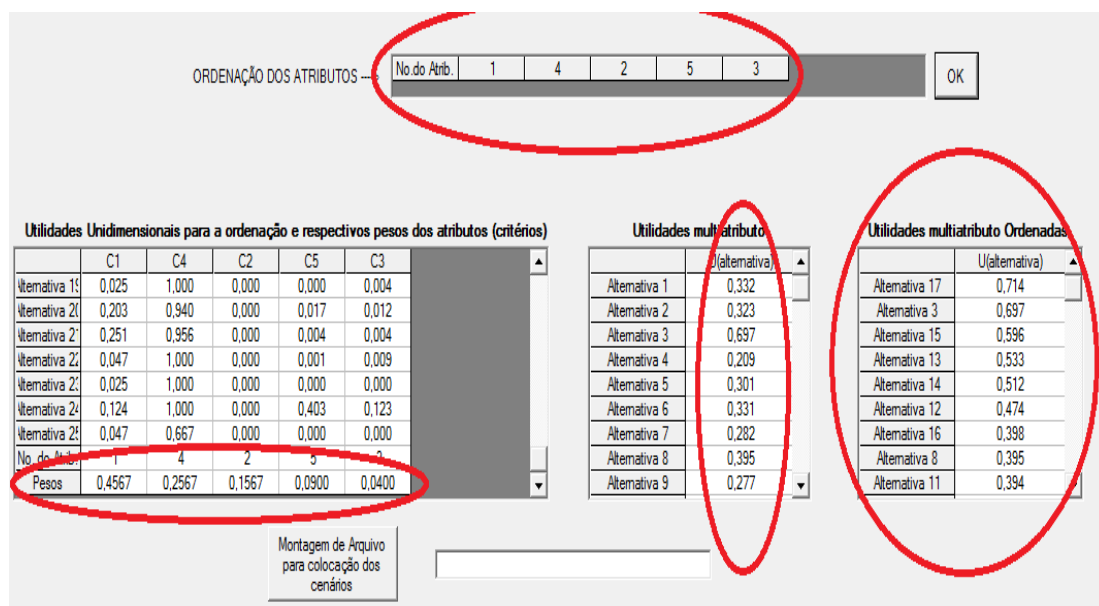 ORDENAÇÃO DOS ATRIBUTOS ---> No.do Atrib. 1 4 2 5 3 OK
Utilidades Unidimensionais para a ordenação e respectivos pesos dos atributos (critérios)
C1 C4 C2 C5 C3
0,025 1,000 0,000 0,000 0,004
0,203 0,940 0,000 0,017 0,012
0,251 0,956 0,000 0,004 0,004
0,047 1,000 0,000 0,001 0,009
0,025 1,000 0,000 0,000 0,000
0,124 1,000 0,000 0,403 0,123
0,047 0,667 0,000 0,000 0,000
No. do Atrib. 1 4 2 5 3
Pesos 0,4567 0,2567 0,1567 0,0900 0,0400
Utilidades multiatributo
U(alternativa)
Alternativa 1 0,332
Alternativa 2 0,323
Alternativa 3 0,697
Alternativa 4 0,209
Alternativa 5 0,301
Alternativa 6 0,331
Alternativa 7 0,282
Alternativa 8 0,395
Alternativa 9 0,277
Utilidades multiatributo Ordenadas
U(alternativa)
Alternativa 17 0,714
Alternativa 3 0,697
Alternativa 15 0,596
Alternativa 13 0,533
Alternativa 14 0,512
Alternativa 12 0,474
Alternativa 16 0,398
Alternativa 8 0,395
Alternativa 11 0,394
Montagem de Arquivo
para colocação dos
cenários